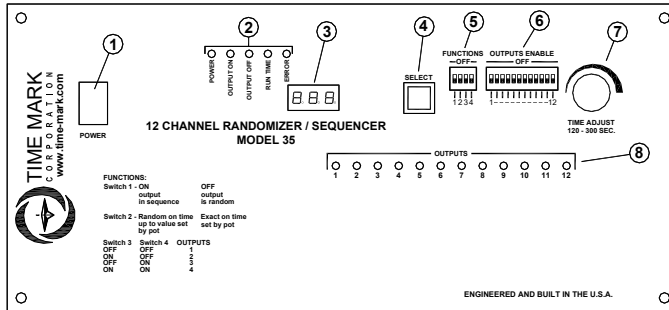 1
2
3
4
5
6
7
8
TIME MARK
CORPORATION
www.time-mark.com
POWER
POWER
OUTPUT ON
OUTPUT OFF
RUN TIME
ERROR
8.8.8
SELECT
FUNCTIONS
OFF
1234
OUTPUTS ENABLE
OFF
1------------12
TIME ADJUST
120 - 300 SEC.
12 CHANNEL RANDOMIZER / SEQUENCER
MODEL 35
OUTPUTS
1 2 3 4 5 6 7 8 9 10 11 12
FUNCTIONS:
Switch 1 - ON OFF
output output
in sequence is random
Switch 2 - Random on time Exact on time
up to value set set by pot
by pot
Switch 3 Switch 4 OUTPUTS
OFF OFF 1
ON OFF 2
OFF ON 3
ON ON 4
ENGINEERED AND BUILT IN THE U.S.A.